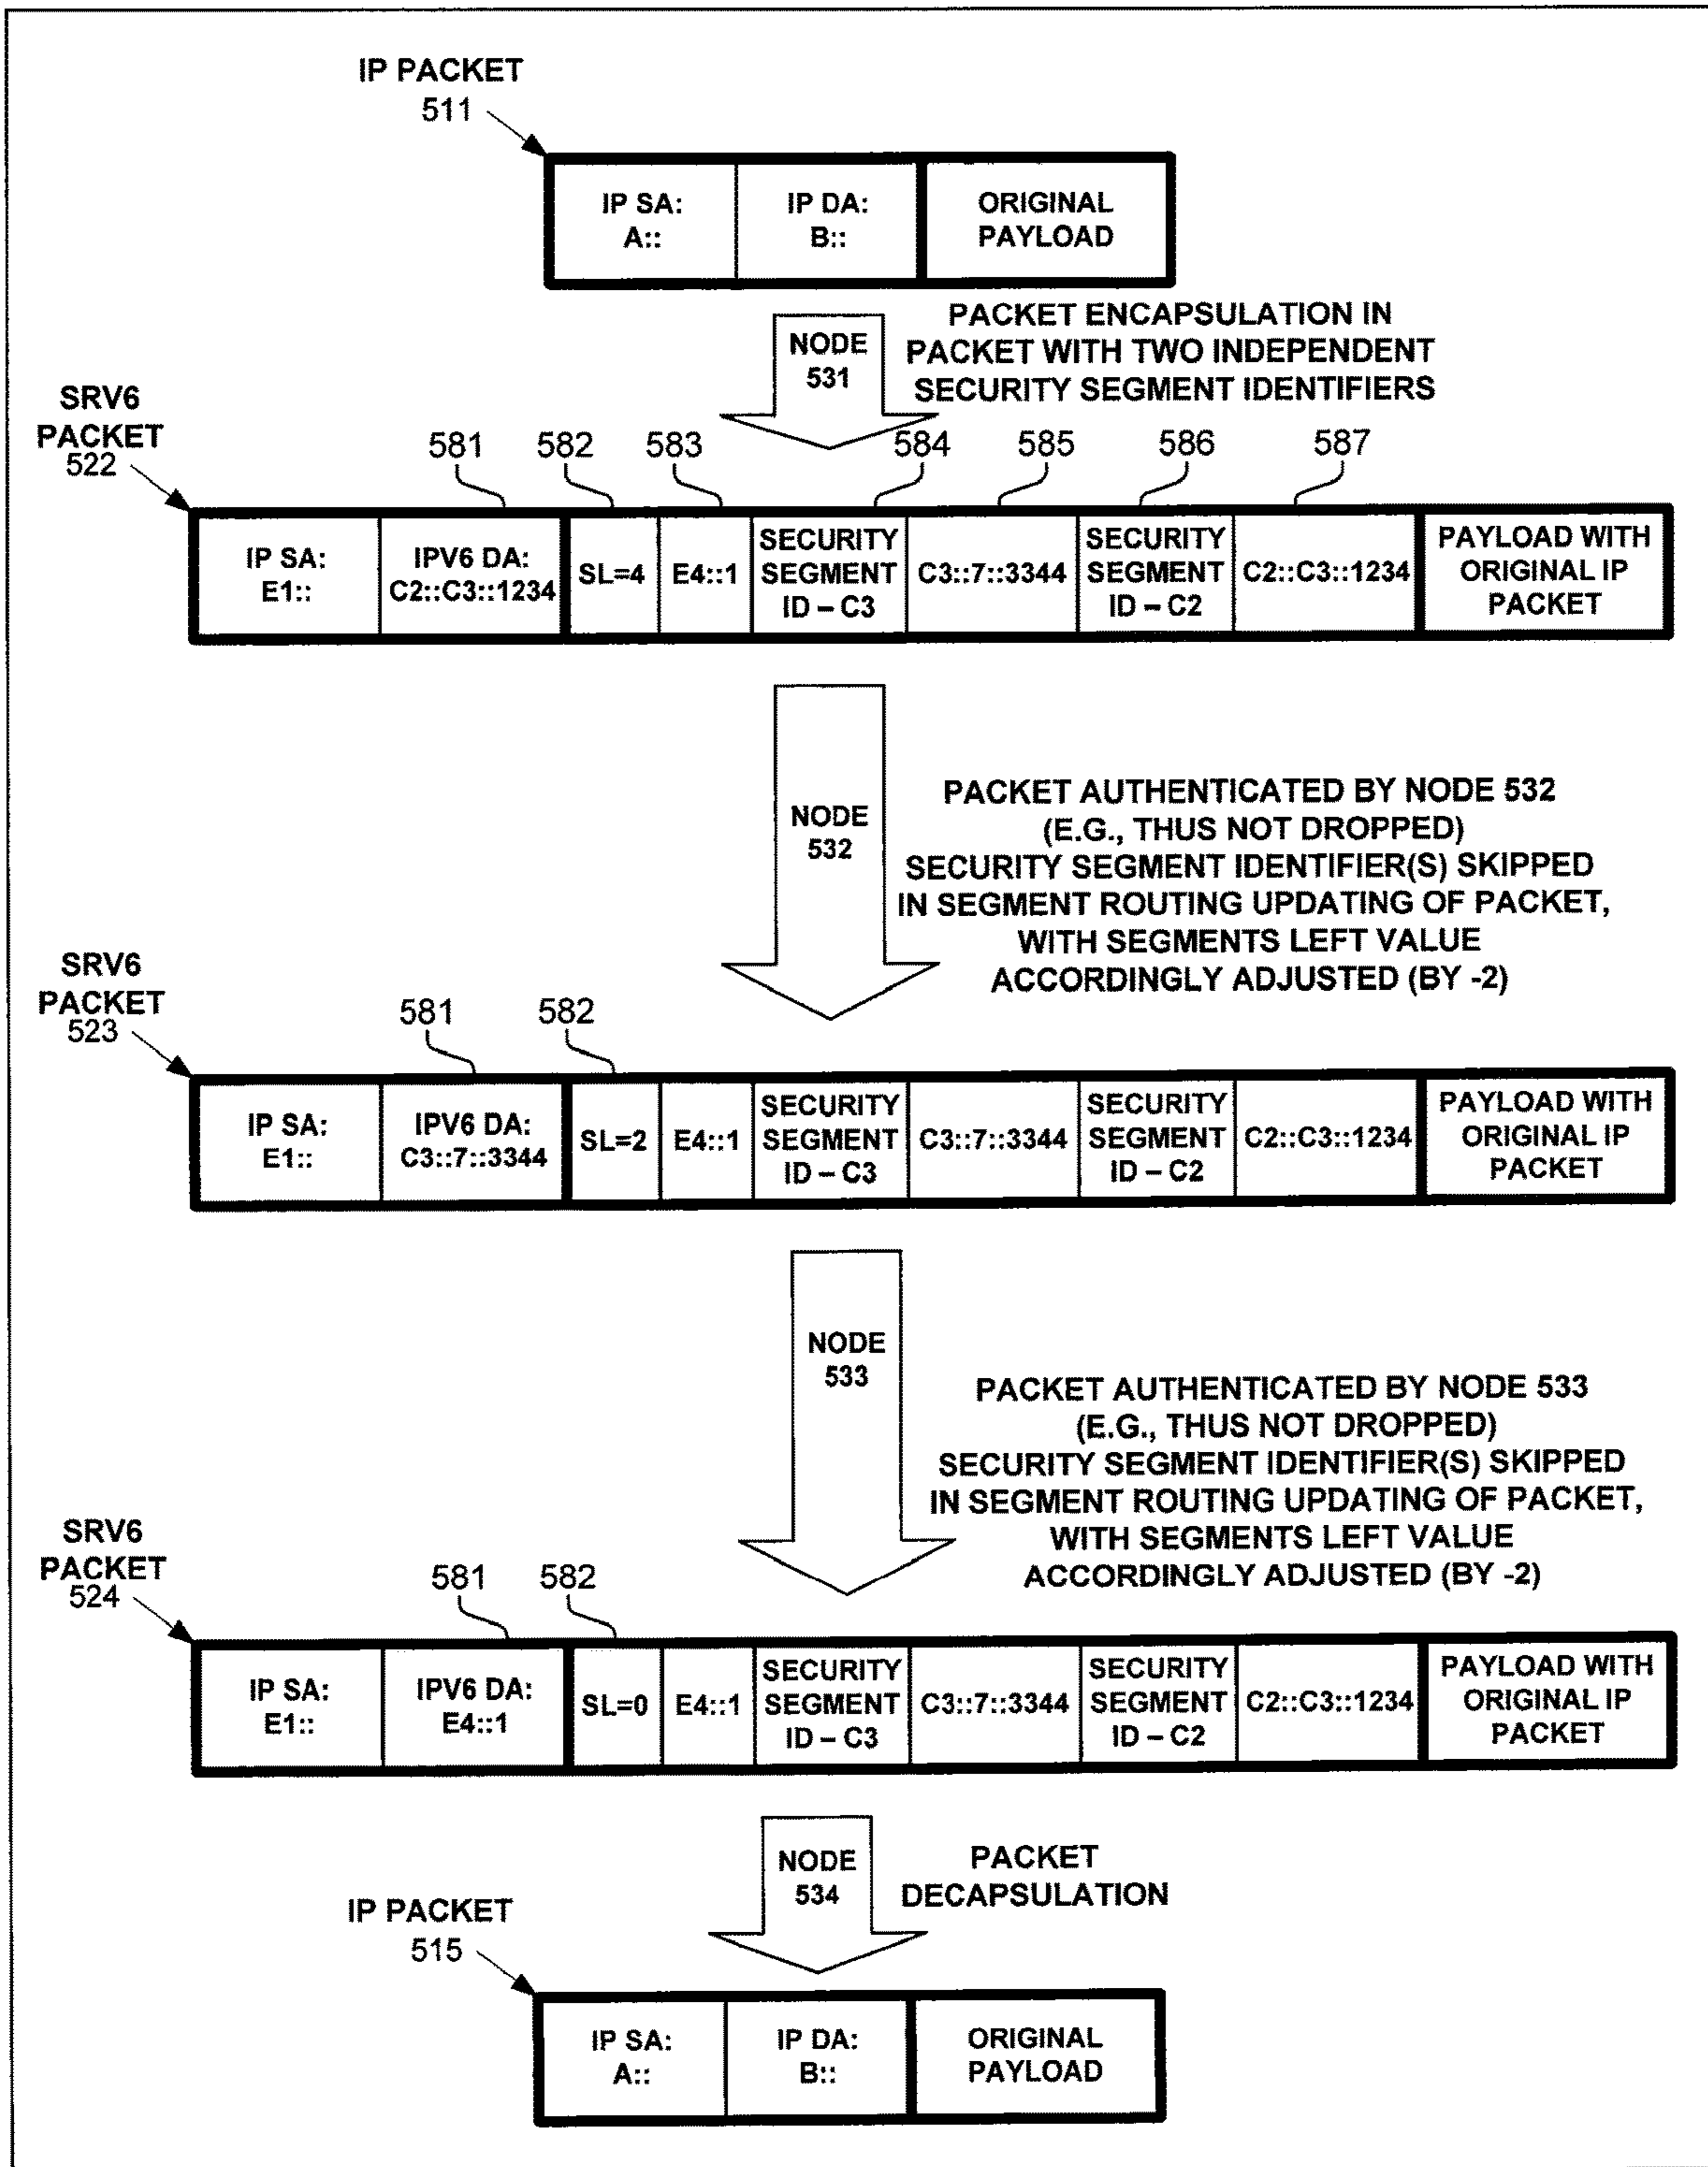 IP PACKET
511
IP SA:
A::
IP DA:
B::
ORIGINAL
PAYLOAD
NODE
531
PACKET ENCAPSULATION IN
PACKET WITH TWO INDEPENDENT
SECURITY SEGMENT IDENTIFIERS
SRV6
PACKET
522
581
582
583
584
585
586
587
IP SA:
E1::
IPV6 DA:
C2::C3::1234
SL=4
E4::1
SECURITY
SEGMENT
ID – C3
C3::7::3344
SECURITY
SEGMENT
ID – C2
C2::C3::1234
PAYLOAD WITH
ORIGINAL IP
PACKET
NODE
532
PACKET AUTHENTICATED BY NODE 532
(E.G., THUS NOT DROPPED)
SECURITY SEGMENT IDENTIFIER(S) SKIPPED
IN SEGMENT ROUTING UPDATING OF PACKET,
WITH SEGMENTS LEFT VALUE
ACCORDINGLY ADJUSTED (BY -2)
SRV6
PACKET
523
581
582
IP SA:
E1::
IPV6 DA:
C3::7::3344
SL=2
E4::1
SECURITY
SEGMENT
ID – C3
C3::7::3344
SECURITY
SEGMENT
ID – C2
C2::C3::1234
PAYLOAD WITH
ORIGINAL IP
PACKET
NODE
533
PACKET AUTHENTICATED BY NODE 533
(E.G., THUS NOT DROPPED)
SECURITY SEGMENT IDENTIFIER(S) SKIPPED
IN SEGMENT ROUTING UPDATING OF PACKET,
WITH SEGMENTS LEFT VALUE
ACCORDINGLY ADJUSTED (BY -2)
SRV6
PACKET
524
581
582
IP SA:
E1::
IPV6 DA:
E4::1
SL=0
E4::1
SECURITY
SEGMENT
ID – C3
C3::7::3344
SECURITY
SEGMENT
ID – C2
C2::C3::1234
PAYLOAD WITH
ORIGINAL IP
PACKET
NODE
534
PACKET
DECAPSULATION
IP PACKET
515
IP SA:
A::
IP DA:
B::
ORIGINAL
PAYLOAD